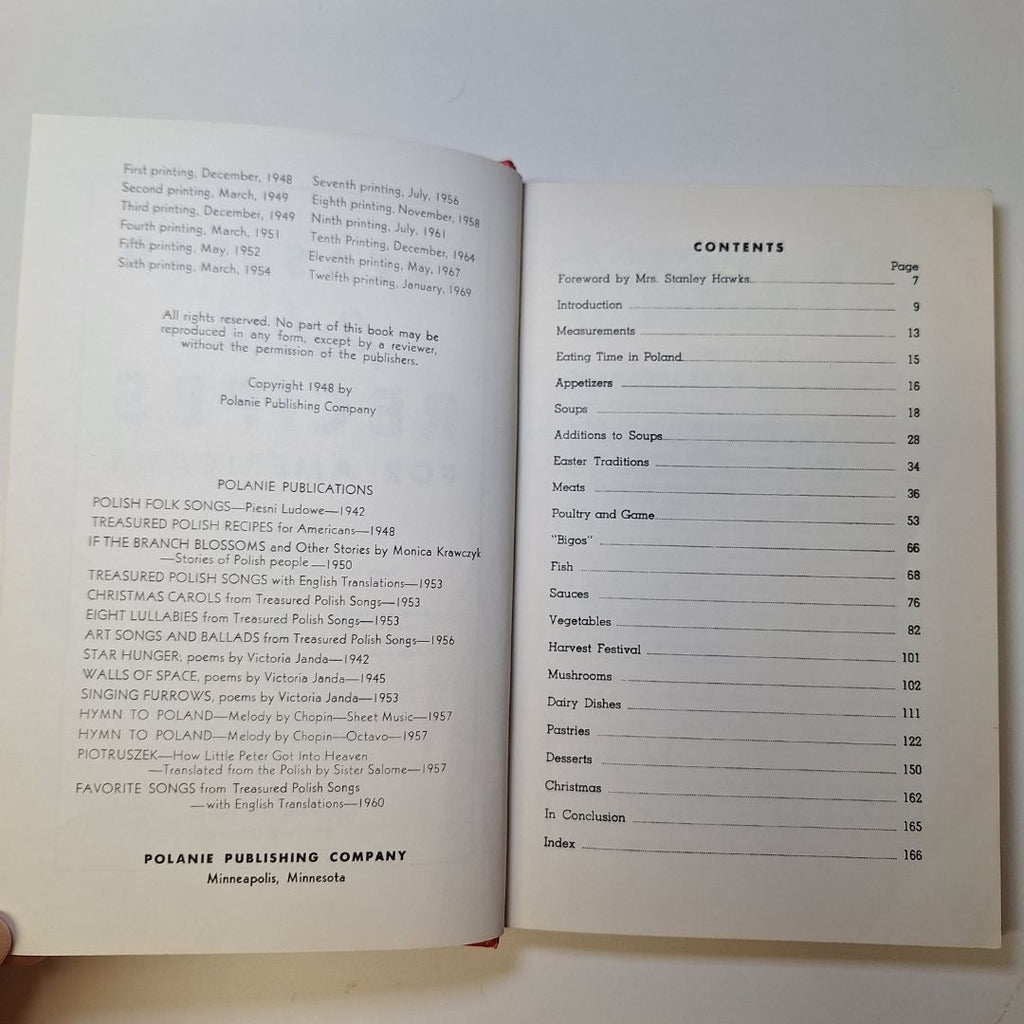 First printing, December, 1948
Second printing, March, 1949
Third printing, December, 1949
Fourth printing, March, 1951
Fifth printing, May, 1952
Sixth printing, March, 1954
Seventh printing, July, 1956
Eighth printing, November, 1958
Ninth printing, July, 1961
Tenth Printing, December, 1964
Eleventh printing, May, 1967
Twelfth printing, January, 1969
All rights reserved. No part of this book may be
reproduced in any form, except by a reviewer,
without the permission of the publishers.
Copyright 1948 by
Polanie Publishing Company
POLANIE PUBLICATIONS
POLISH FOLK SONGS—Piesni Ludowe—1942
TREASURED POLISH RECIPES for Americans—1948
IF THE BRANCH BLOSSOMS and Other Stories by Monica Krawczyk
—Stories of Polish people—1950
TREASURED POLISH SONGS with English Translations—1953
CHRISTMAS CAROLS from Treasured Polish Songs—1953
EIGHT LULLABIES from Treasured Polish Songs—1953
ART SONGS AND BALLADS from Treasured Polish Songs—1956
STAR HUNGER, poems by Victoria Janda—1942
WALLS OF SPACE, poems by Victoria Janda—1945
SINGING FURROWS, poems by Victoria Janda—1953
HYMN TO POLAND—Melody by Chopin—Sheet Music—1957
HYMN TO POLAND—Melody by Chopin—Octavo—1957
PIOTRUSZEK—How Little Peter Got Into Heaven
—Translated from the Polish by Sister Salome—1957
FAVORITE SONGS from Treasured Polish Songs
—with English Translations—1960
POLANIE PUBLISHING COMPANY
Minneapolis, Minnesota
CONTENTS
Page
Foreword by Mrs. Stanley Hawks 7
Introduction 9
Measurements 13
Eating Time in Poland 15
Appetizers 16
Soups 18
Additions to Soups 28
Easter Traditions 34
Meats 36
Poultry and Game 53
"Bigos" 66
Fish 68
Sauces 76
Vegetables 82
Harvest Festival 101
Mushrooms 102
Dairy Dishes 111
Pastries 122
Desserts 150
Christmas 162
In Conclusion 165
Index 166